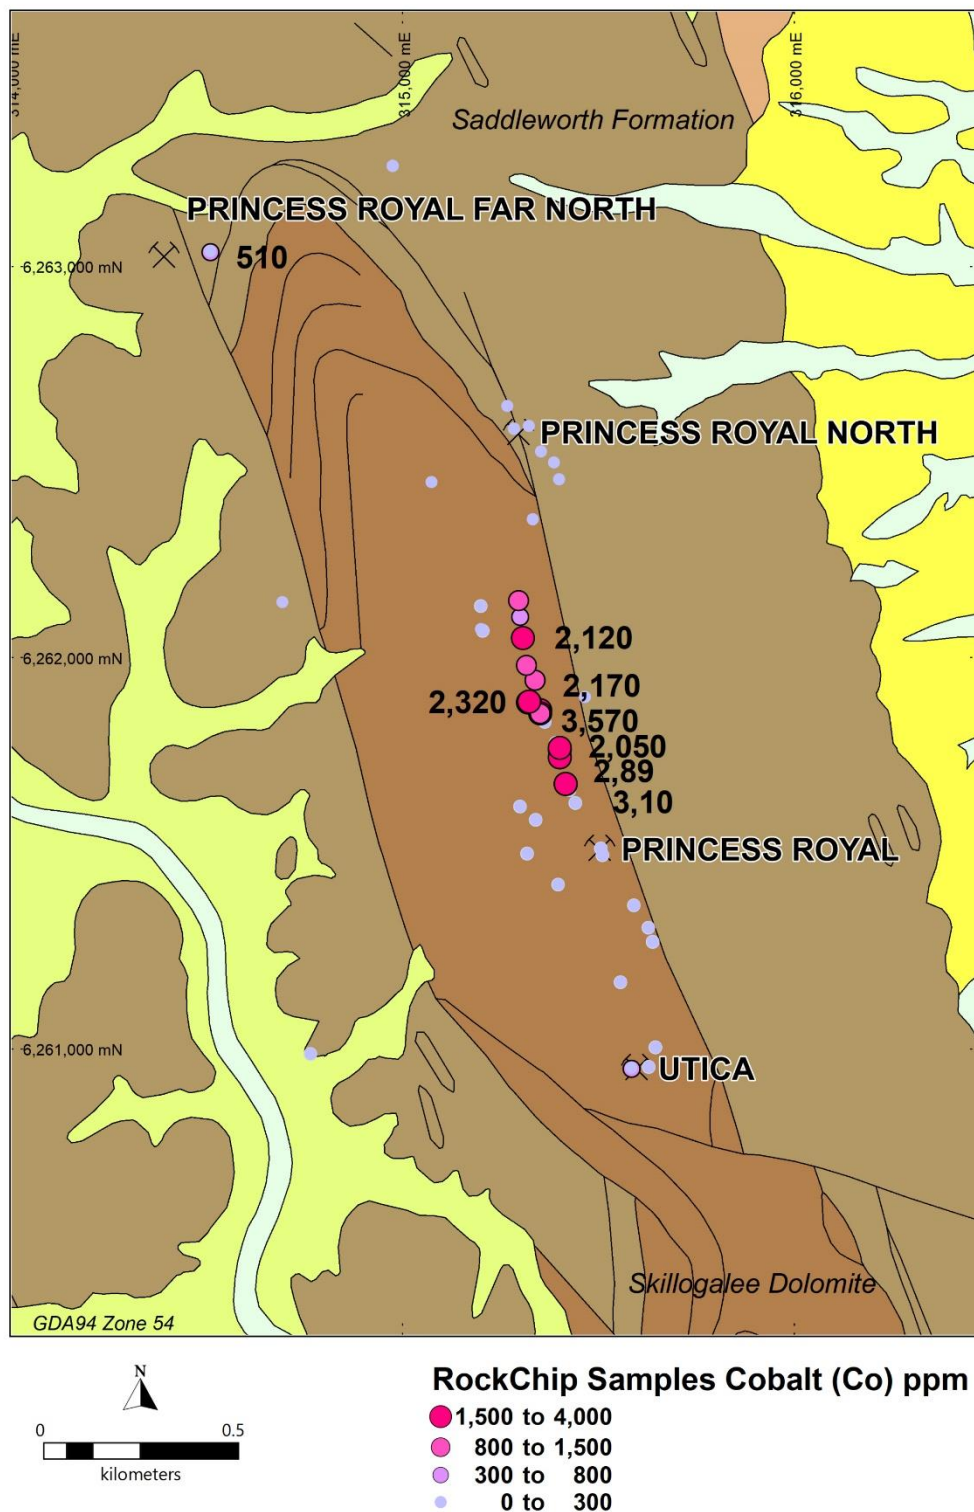 314,000 mE
315,000 mE
316,000 mE
Saddleworth Formation
PRINCESS ROYAL FAR NORTH
510
6,263,000 mN
PRINCESS ROYAL NORTH
2,120
6,262,000 mN
2,170
2,320
3,570
2,050
2,89
3,10
PRINCESS ROYAL
6,261,000 mN
UTICA
Skillogalee Dolomite
GDA94 Zone 54
N
0 0.5
kilometers
RockChip Samples Cobalt (Co) ppm
1,500 to 4,000
800 to 1,500
300 to 800
0 to 300